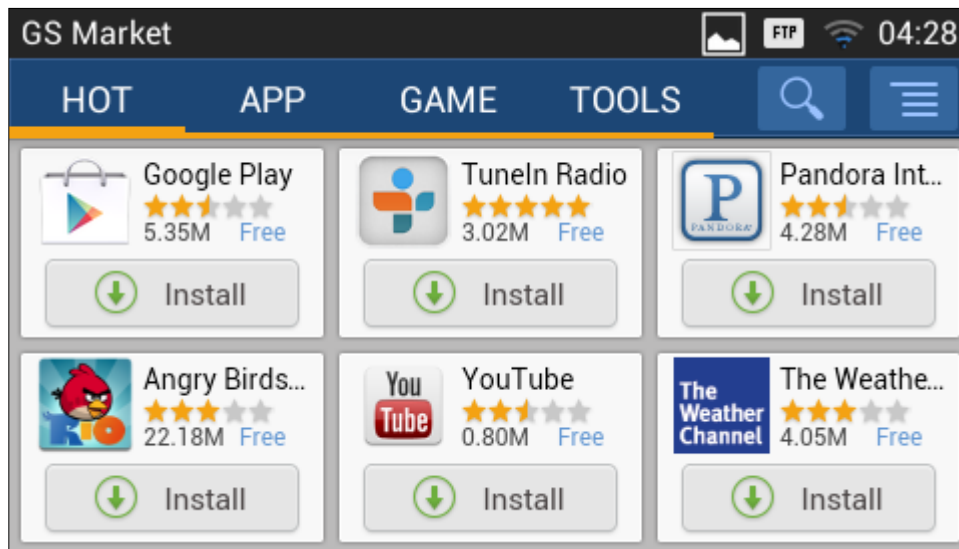 GS Market
FTP
04:28
HOT APP GAME TOOLS
Google Play
5.35M Free
Install
TuneIn Radio
3.02M Free
Install
P
PANDORA
Pandora Int...
4.28M Free
Install
RIO
Angry Birds...
22.18M Free
Install
You
Tube
YouTube
0.80M Free
Install
The
Weather
Channel
The Weathe...
4.05M Free
Install